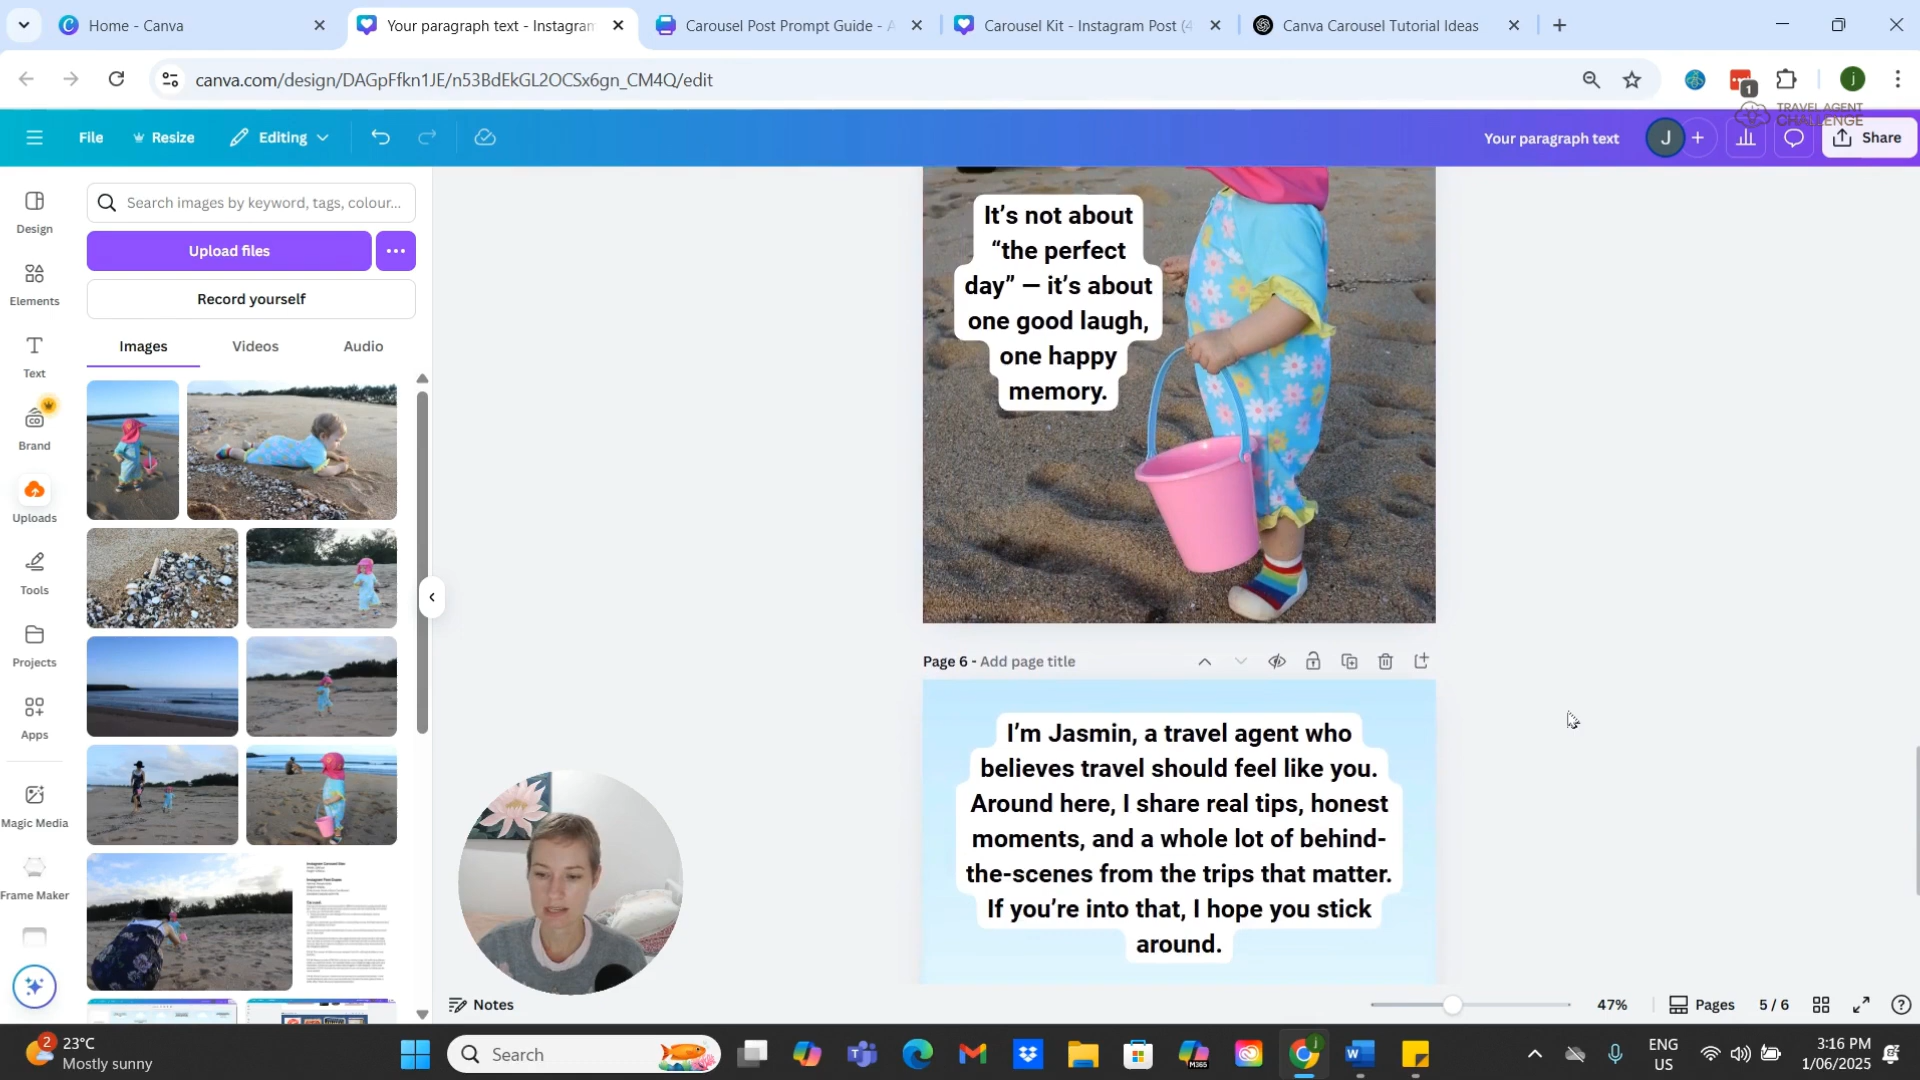 Home - Canva
Your paragraph text - Instagram
Carousel Post Prompt Guide - A
Carousel Kit - Instagram Post (4
Canva Carousel Tutorial Ideas
canva.com/design/DAGpFfkn1JE/n53BdEkGL2OCSx6gn_CM4Q/edit
1
j
TRAVEL AGENT
CHALLENGE
File
Resize
Editing
Your paragraph text
J
Share
Design
Elements
Text
Brand
Uploads
Tools
Projects
Apps
Magic Media
Frame Maker
Search images by keyword, tags, colour...
Upload files
Record yourself
Images
Videos
Audio
It’s not about
“the perfect
day” — it’s about
one good laugh,
one happy
memory.
Page 6 - Add page title
I’m Jasmin, a travel agent who
believes travel should feel like you.
Around here, I share real tips, honest
moments, and a whole lot of behind-
the-scenes from the trips that matter.
If you’re into that, I hope you stick
around.
Notes
47%
Pages
5 / 6
2
23°C
Mostly sunny
Search
M365
ENG
US
3:16 PM
1/06/2025